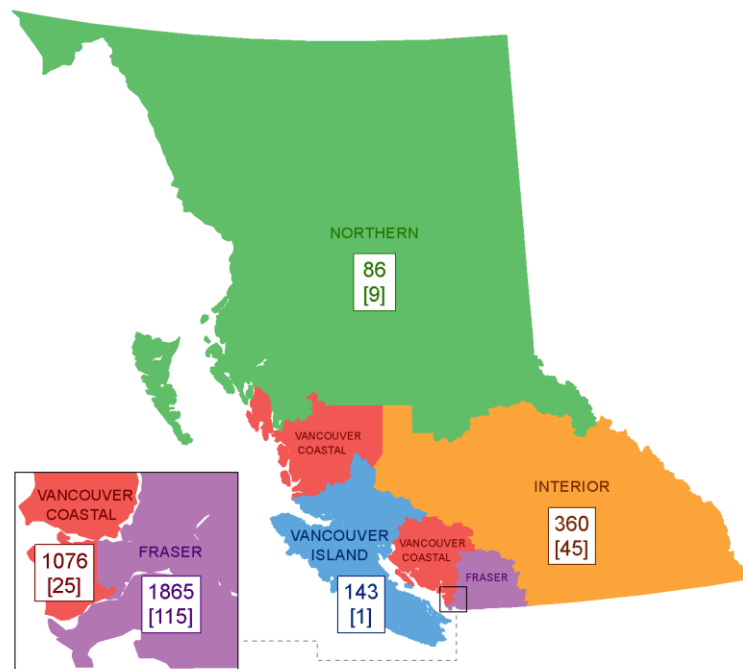 NORTHERN
86
[9]
VANCOUVER
COASTAL
INTERIOR
360
[45]
VANCOUVER
ISLAND
143
[1]
VANCOUVER
COASTAL
FRASER
VANCOUVER
COASTAL
1076
[25]
FRASER
1865
[115]